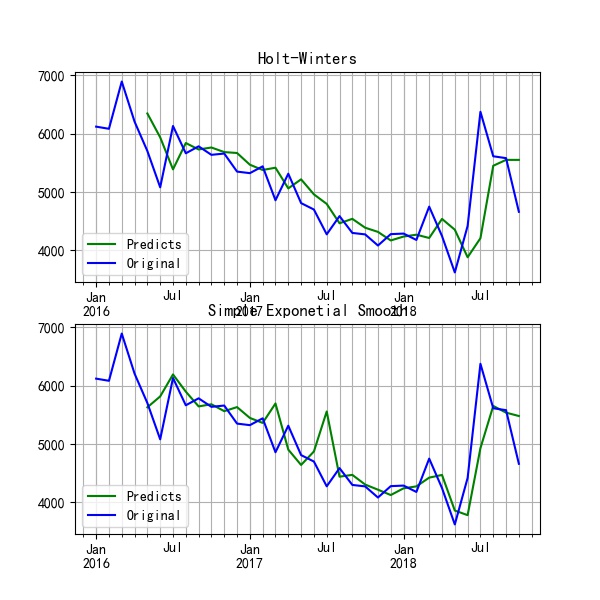 Holt-Winters
7000
6000
5000
4000
Predicts
Original
Jan Jul Jan Jul Jan Jul
2016 2017 2018
Simple Exponetial Smooth
7000
6000
5000
4000
Predicts
Original
Jan Jul Jan Jul Jan Jul
2016 2017 2018